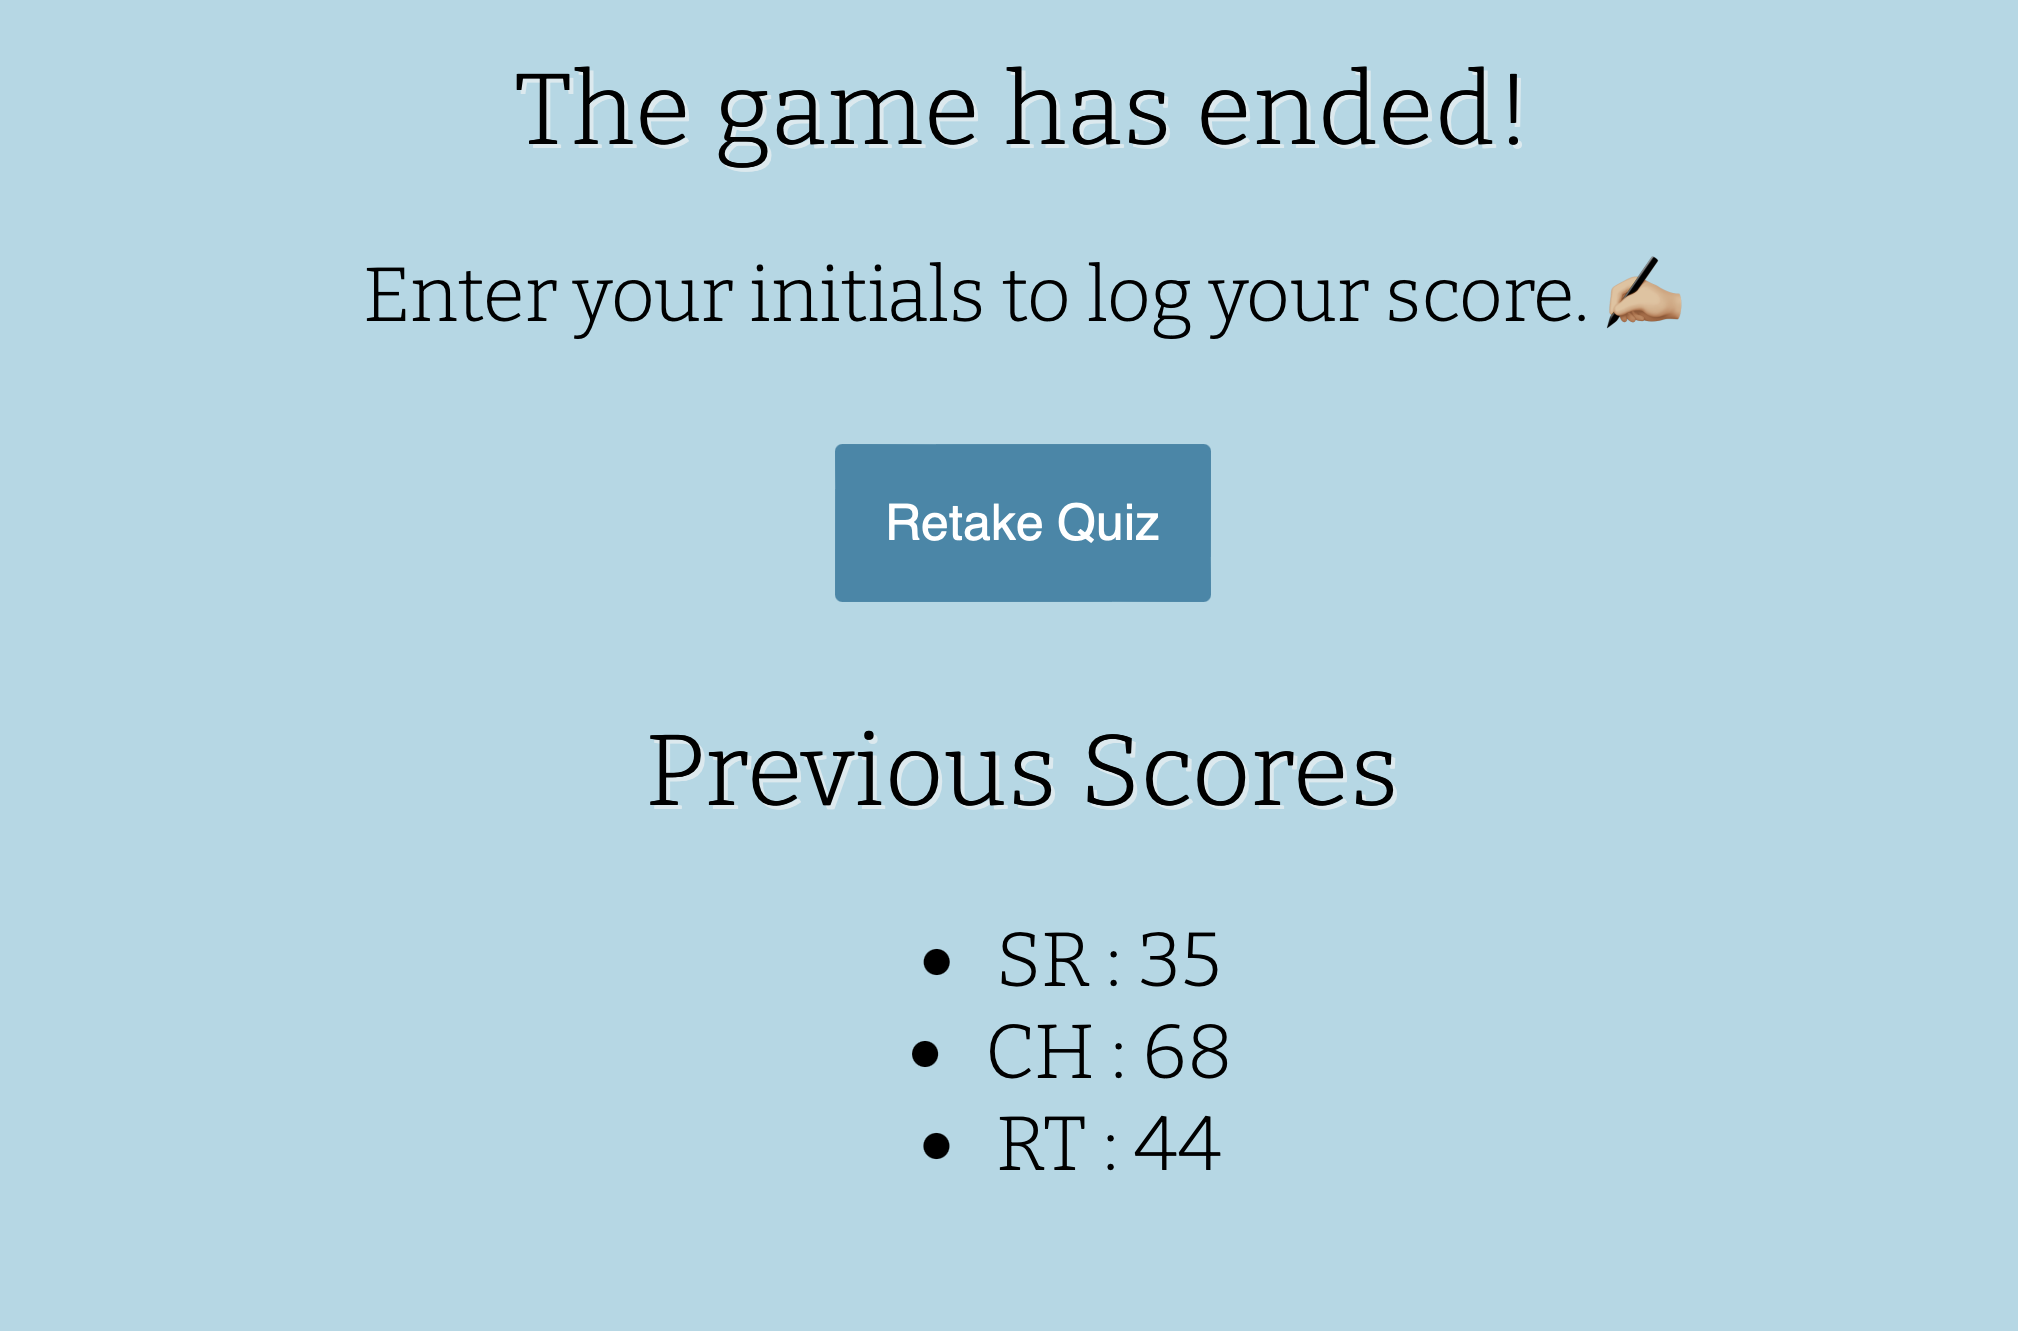 The game has ended!
Enter your initials to log your score. ✍🏼
Retake Quiz
Previous Scores
• SR : 35
• CH : 68
• RT : 44